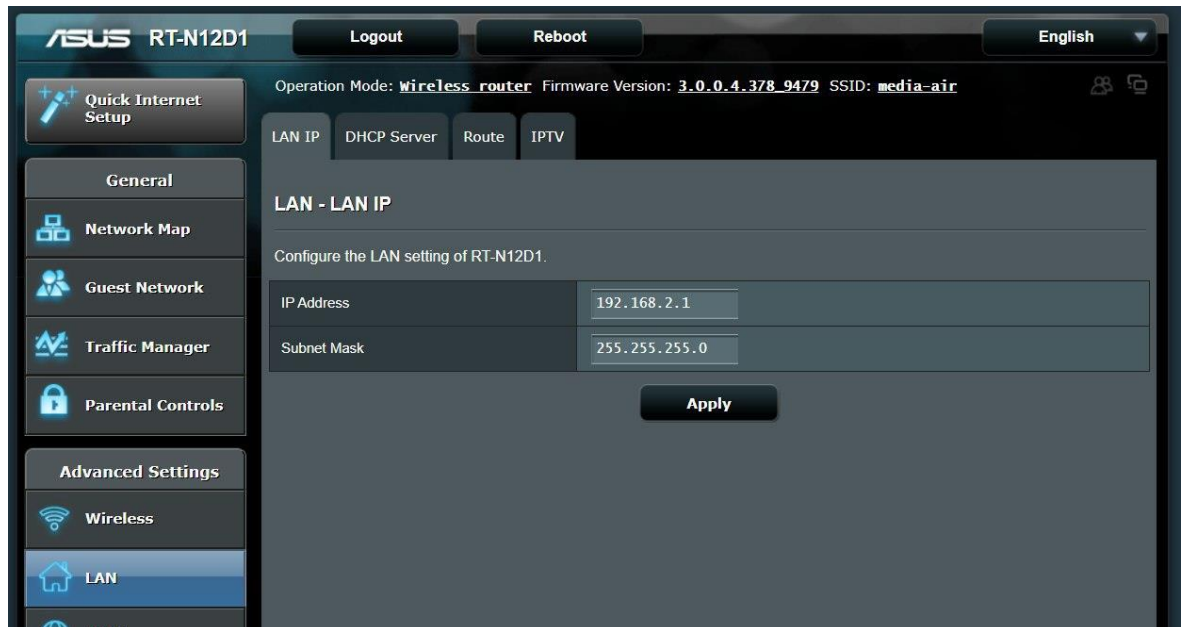 ASUS RT-N12D1
Logout
Reboot
English
Quick Internet
Setup
Operation Mode: Wireless router Firmware Version: 3.0.0.4.378_9479 SSID: media-air
LAN IP
DHCP Server
Route
IPTV
General
Network Map
Guest Network
Traffic Manager
Parental Controls
Advanced Settings
Wireless
LAN
LAN - LAN IP
Configure the LAN setting of RT-N12D1.
IP Address
192.168.2.1
Subnet Mask
255.255.255.0
Apply